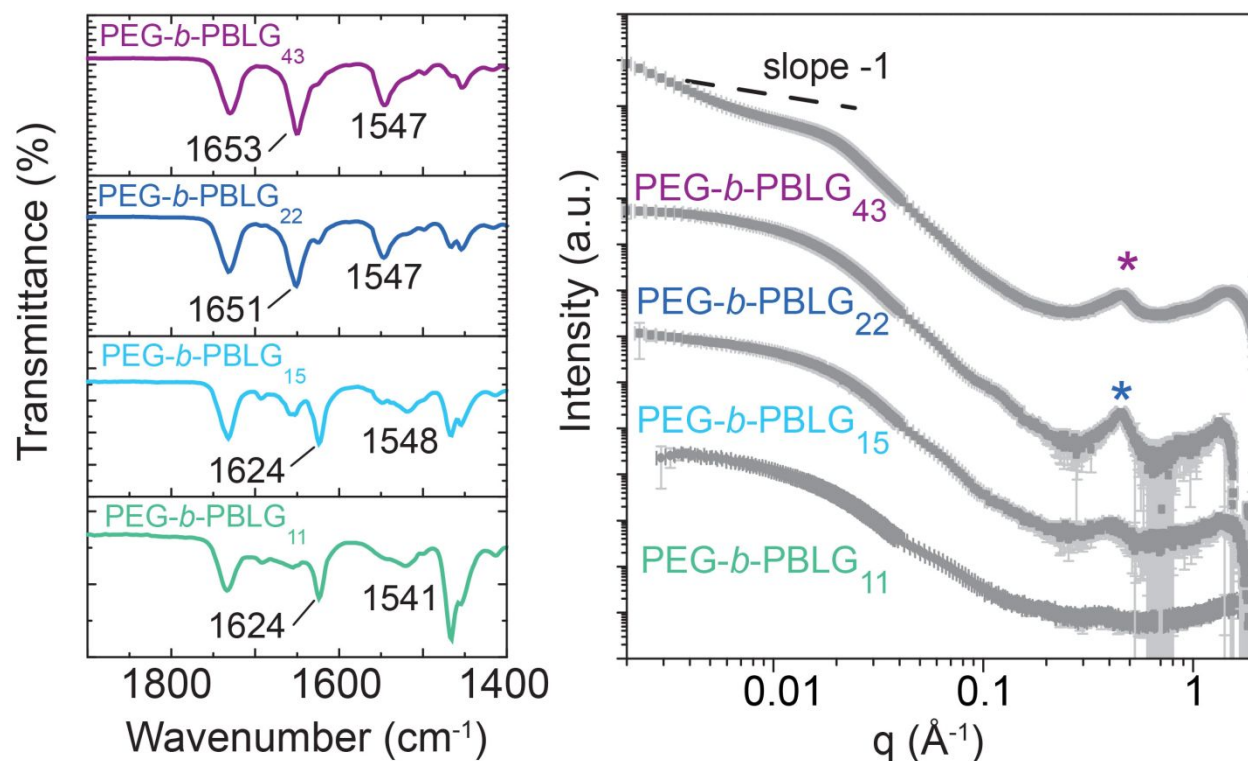 Transmittance (%)
PEG-b-PBLG43
1653
1547
PEG-b-PBLG22
1651
1547
PEG-b-PBLG15
1624
1548
PEG-b-PBLG11
1624
1541
1800 1600 1400
Wavenumber (cm-1)
Intensity (a.u.)
slope -1
PEG-b-PBLG43
*
PEG-b-PBLG22
*
PEG-b-PBLG15
PEG-b-PBLG11
0.01 0.1 1
q (Å-1)